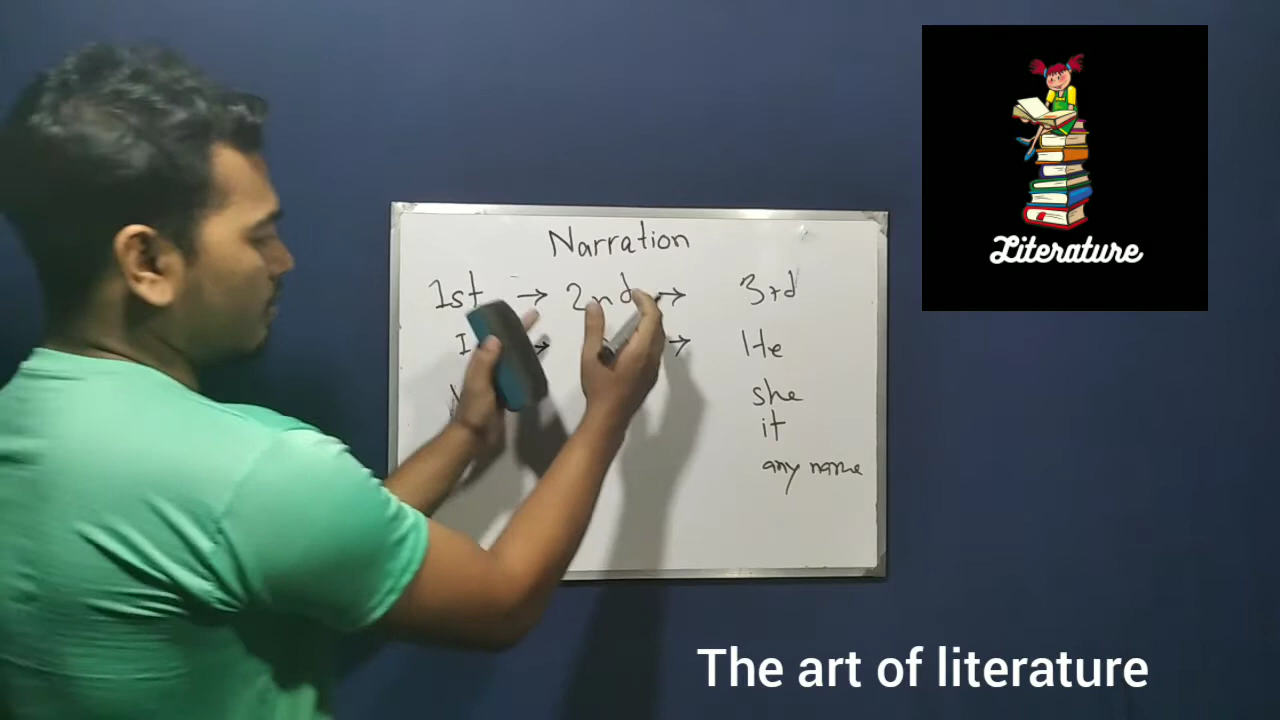 Narration
1st → 2nd → 3rd
I → → He
she
it
any name
Literature
The art of literature